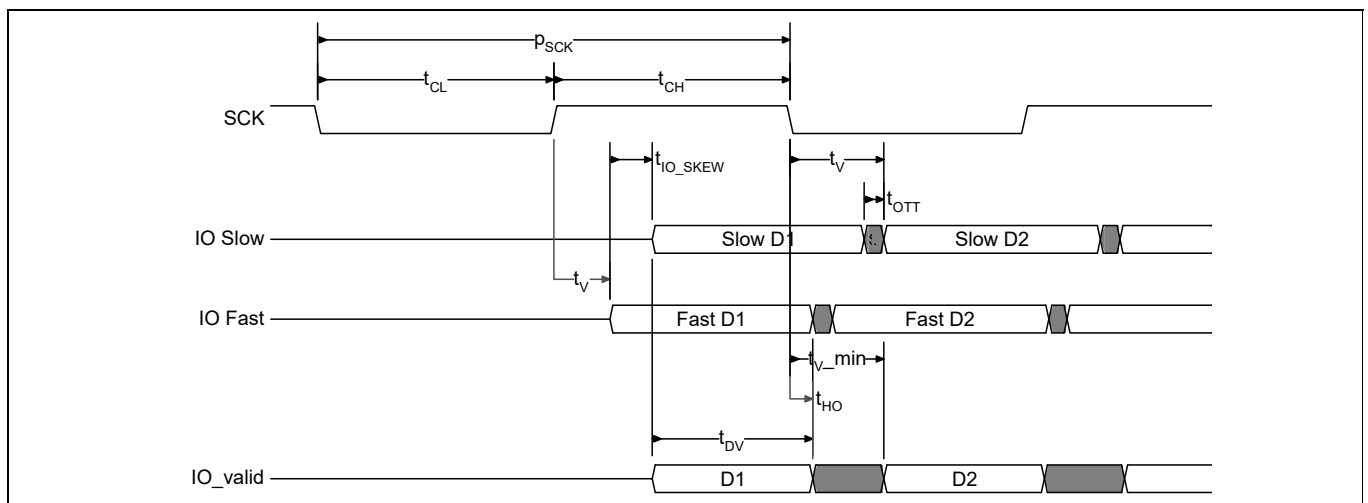 pSCK
tCL
tCH
SCK
tIO_SKEW
tV
tOTT
IO Slow
Slow D1
Slow D2
tV
IO Fast
Fast D1
Fast D2
tV_min
tHO
tDV
IO_valid
D1
D2